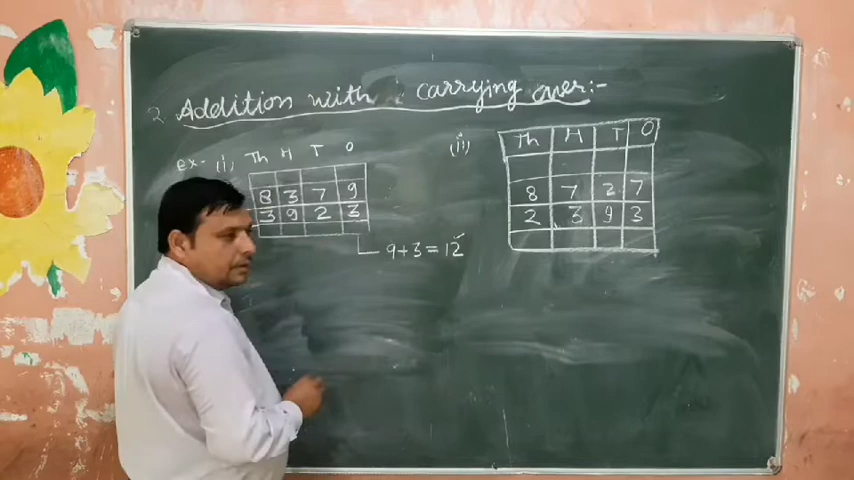 2 Addition with carrying over:-
ex- (i) Th H T O
8 3 7 9
3 9 2 3
9+3=12
(ii) Th H T O
8 7 2 7
2 3 9 3